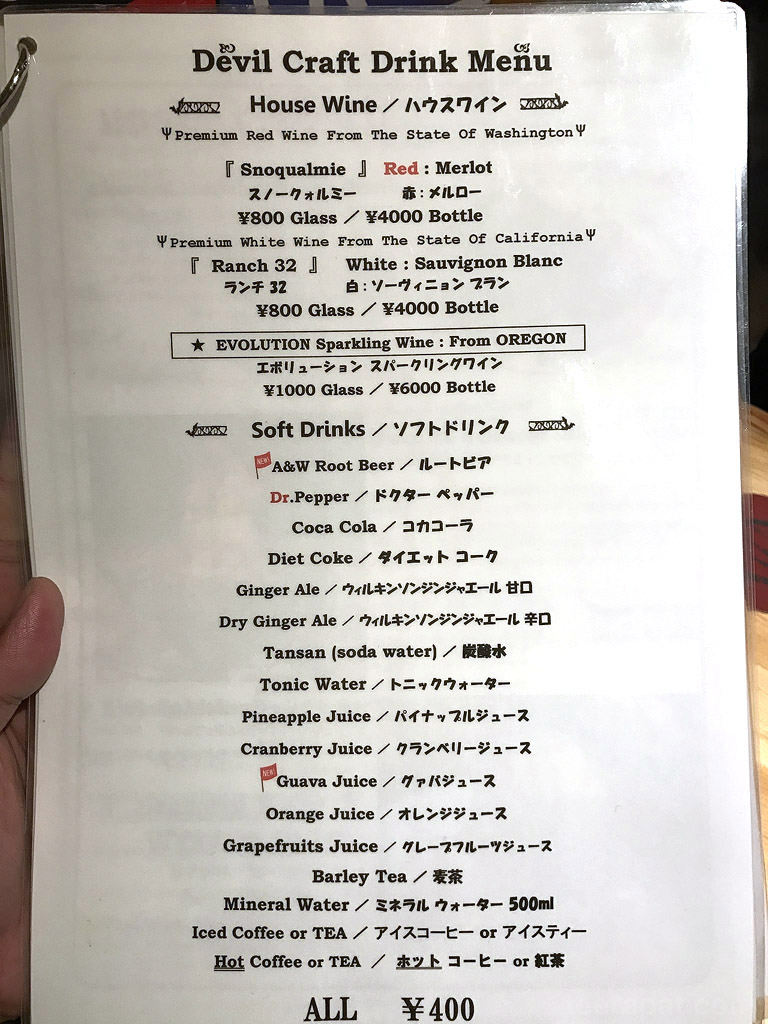 Devil Craft Drink Menu
House Wine / ハウスワイン
Premium Red Wine From The State Of Washington
『 Snoqualmie 』 Red : Merlot
スノークォルミー 赤：メルロー
¥800 Glass / ¥4000 Bottle
Premium White Wine From The State Of California
『 Ranch 32 』 White : Sauvignon Blanc
ランチ 32 白：ソーヴィニョン ブラン
¥800 Glass / ¥4000 Bottle
★ EVOLUTION Sparkling Wine : From OREGON
エボリューション スパークリングワイン
¥1000 Glass / ¥6000 Bottle
Soft Drinks / ソフトドリンク
NEW! A&W Root Beer / ルートビア
Dr.Pepper / ドクター ペッパー
Coca Cola / コカコーラ
Diet Coke / ダイエット コーク
Ginger Ale / ウィルキンソンジンジャエール 甘口
Dry Ginger Ale / ウィルキンソンジンジャエール 辛口
Tansan (soda water) / 炭酸水
Tonic Water / トニックウォーター
Pineapple Juice / パイナップルジュース
Cranberry Juice / クランベリージュース
NEW! Guava Juice / グァバジュース
Orange Juice / オレンジジュース
Grapefruits Juice / グレープフルーツジュース
Barley Tea / 麦茶
Mineral Water / ミネラル ウォーター 500ml
Iced Coffee or TEA / アイスコーヒー or アイスティー
Hot Coffee or TEA / ホット コーヒー or 紅茶
ALL ¥400